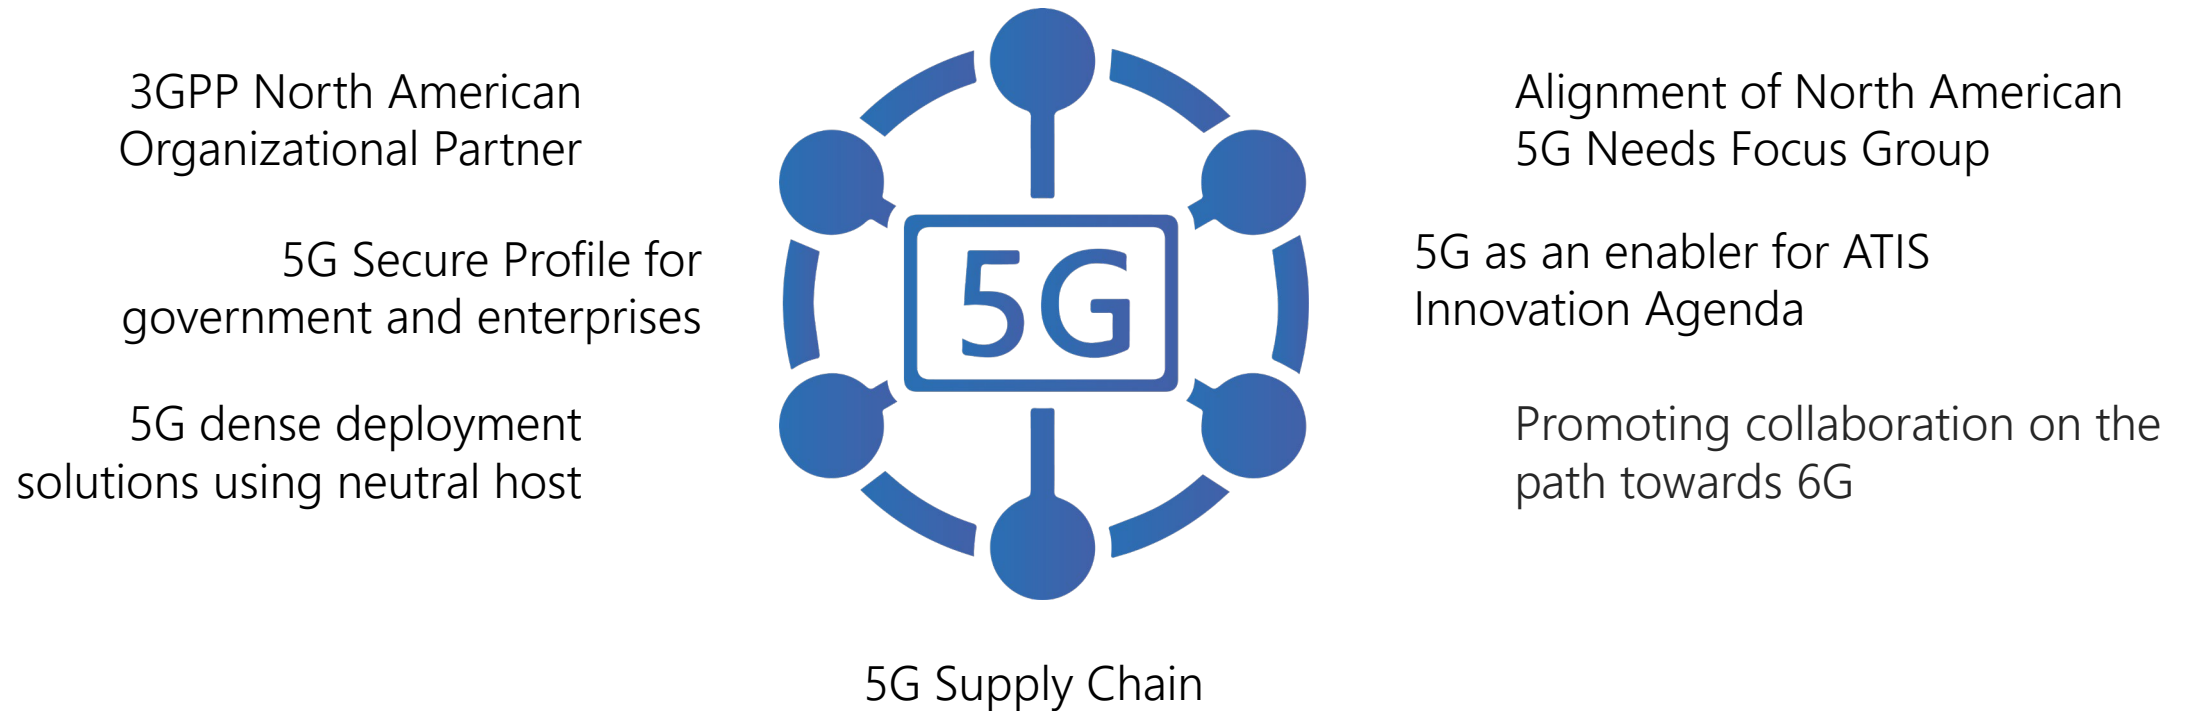 3GPP North American
Organizational Partner
5G Secure Profile for
government and enterprises
5G dense deployment
solutions using neutral host
5G
Alignment of North American
5G Needs Focus Group
5G as an enabler for ATIS
Innovation Agenda
Promoting collaboration on the
path towards 6G
5G Supply Chain